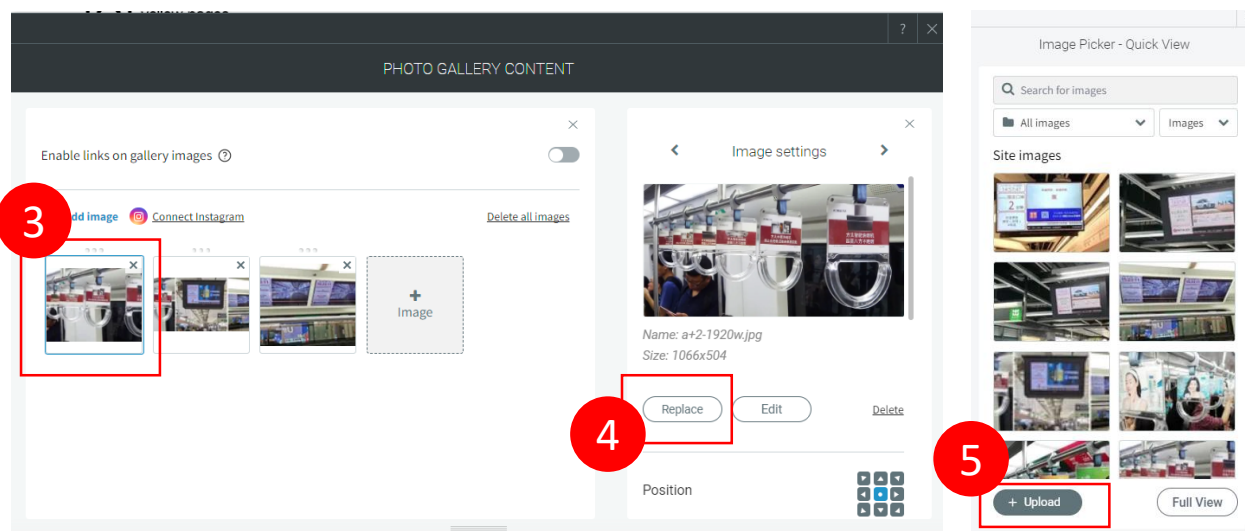 PHOTO GALLERY CONTENT
?
Enable links on gallery images ?
3
dd image
Connect Instagram
Delete all images
+
Image
Image settings
Name: a+2-1920w.jpg
Size: 1066x504
4
Replace
Edit
Delete
Position
Image Picker - Quick View
Search for images
All images
Images
Site images
5
+ Upload
Full View